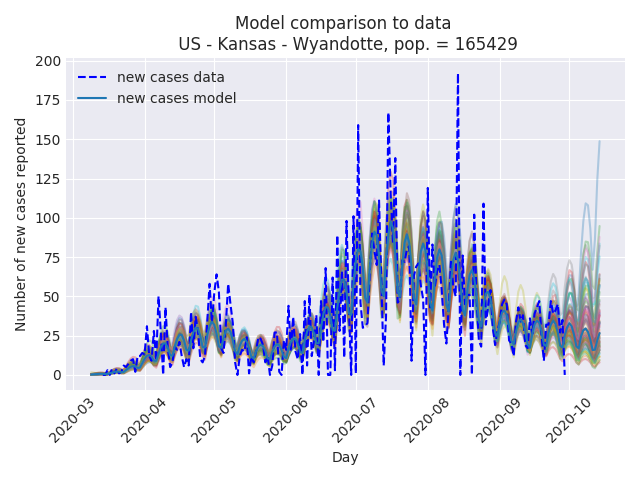 Model comparison to data
US - Kansas - Wyandotte, pop. = 165429
new cases data
new cases model
Number of new cases reported
200
175
150
125
100
75
50
25
0
2020-03
2020-04
2020-05
2020-06
2020-07
2020-08
2020-09
2020-10
Day